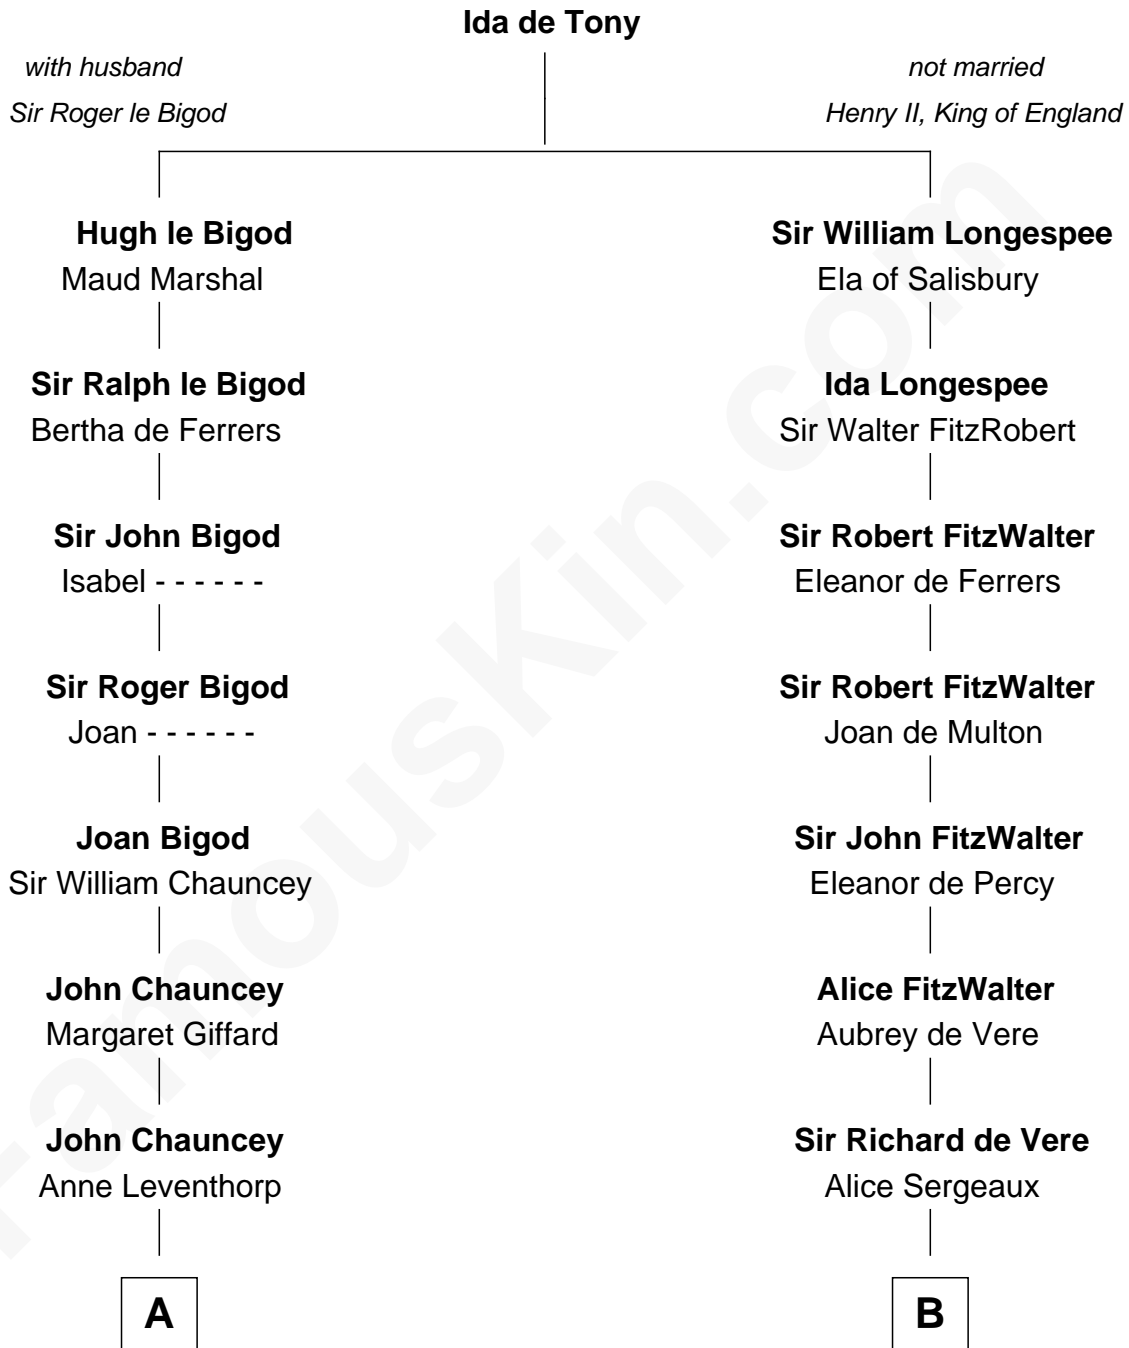 Ida de Tony
with husband
not married
Sir Roger le Bigod
Henry II, King of England
Hugh le Bigod
Sir William Longespee
Maud Marshal
Ela of Salisbury
Sir Ralph le Bigod
Ida Longespee
Bertha de Ferrers
Sir Walter FitzRobert
Sir John Bigod
Sir Robert FitzWalter
Isabel - - - - - -
Eleanor de Ferrers
Sir Roger Bigod
Sir Robert FitzWalter
Joan - - - - - -
Joan de Multon
Joan Bigod
Sir John FitzWalter
Sir William Chauncey
Eleanor de Percy
John Chauncey
Alice FitzWalter
Margaret Giffard
Aubrey de Vere
John Chauncey
Sir Richard de Vere
Anne Leventhorp
Alice Sergeaux
A
B
FamousKin.com